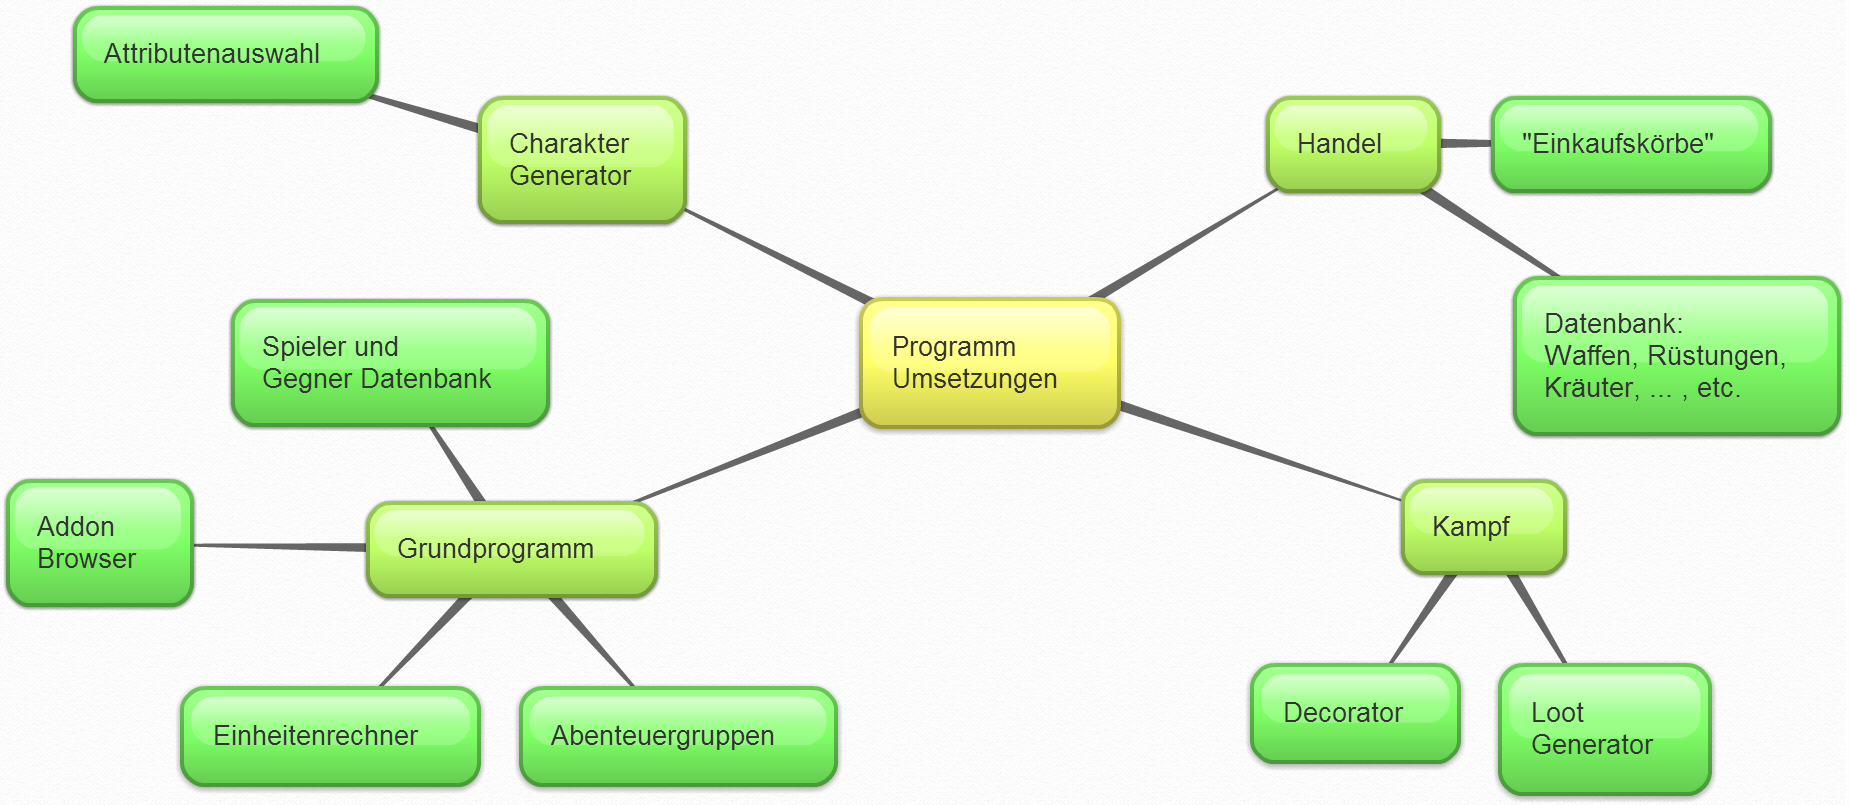 Attributenauswahl
Charakter
Generator
Handel
"Einkaufskörbe"
Datenbank:
Waffen, Rüstungen,
Kräuter, ... , etc.
Programm
Umsetzungen
Spieler und
Gegner Datenbank
Addon
Browser
Grundprogramm
Kampf
Einheitenrechner
Abenteuergruppen
Decorator
Loot
Generator